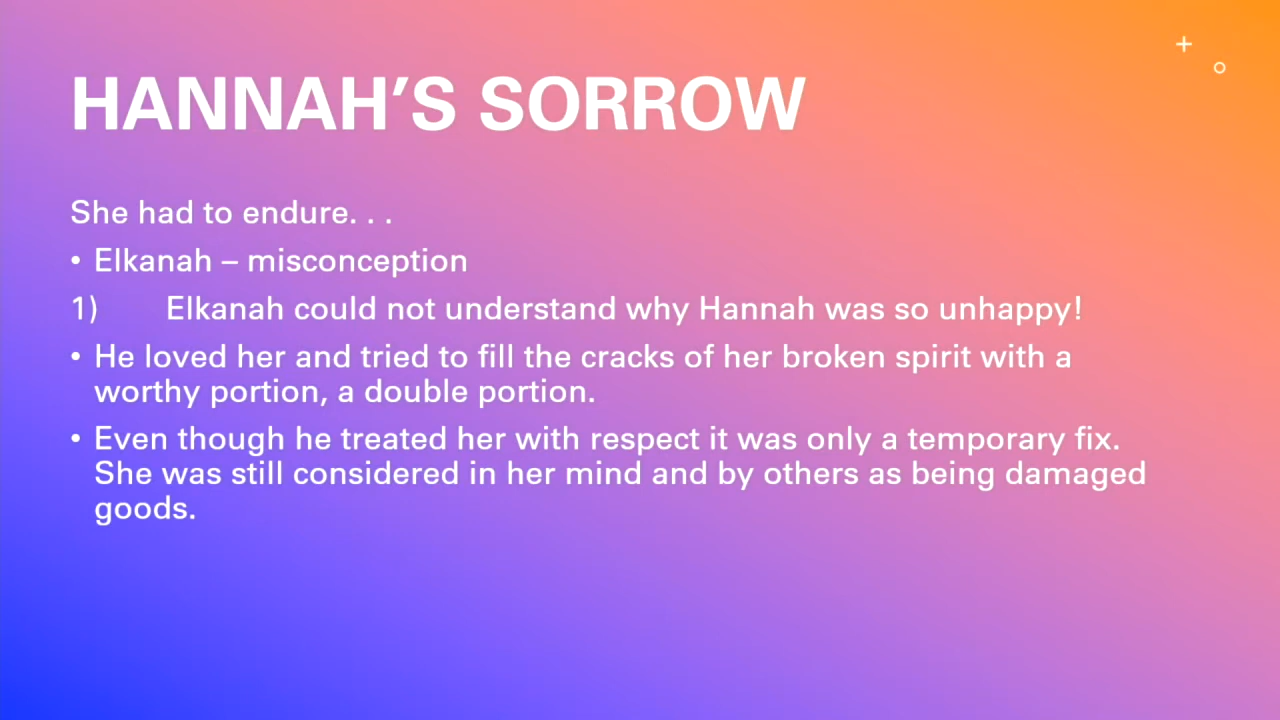 HANNAH’S SORROW
She had to endure. . .
• Elkanah – misconception
1) Elkanah could not understand why Hannah was so unhappy!
• He loved her and tried to fill the cracks of her broken spirit with a
worthy portion, a double portion.
• Even though he treated her with respect it was only a temporary fix.
She was still considered in her mind and by others as being damaged
goods.